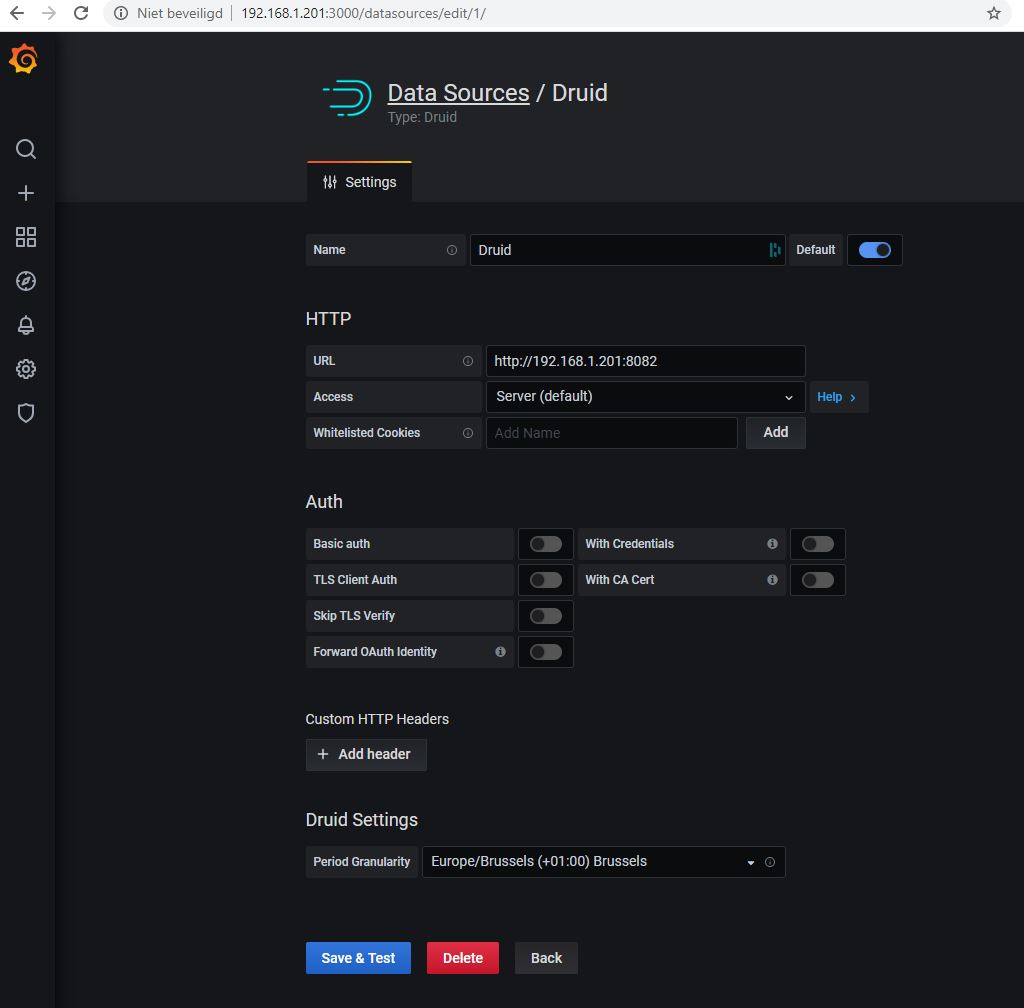 Niet beveiligd 192.168.1.201:3000/datasources/edit/1/
Data Sources / Druid
Type: Druid
Settings
Name Druid Default
HTTP
URL http://192.168.1.201:8082
Access Server (default) Help
Whitelisted Cookies Add Name Add
Auth
Basic auth With Credentials
TLS Client Auth With CA Cert
Skip TLS Verify
Forward OAuth Identity
Custom HTTP Headers
Add header
Druid Settings
Period Granularity Europe/Brussels (+01:00) Brussels
Save & Test Delete Back